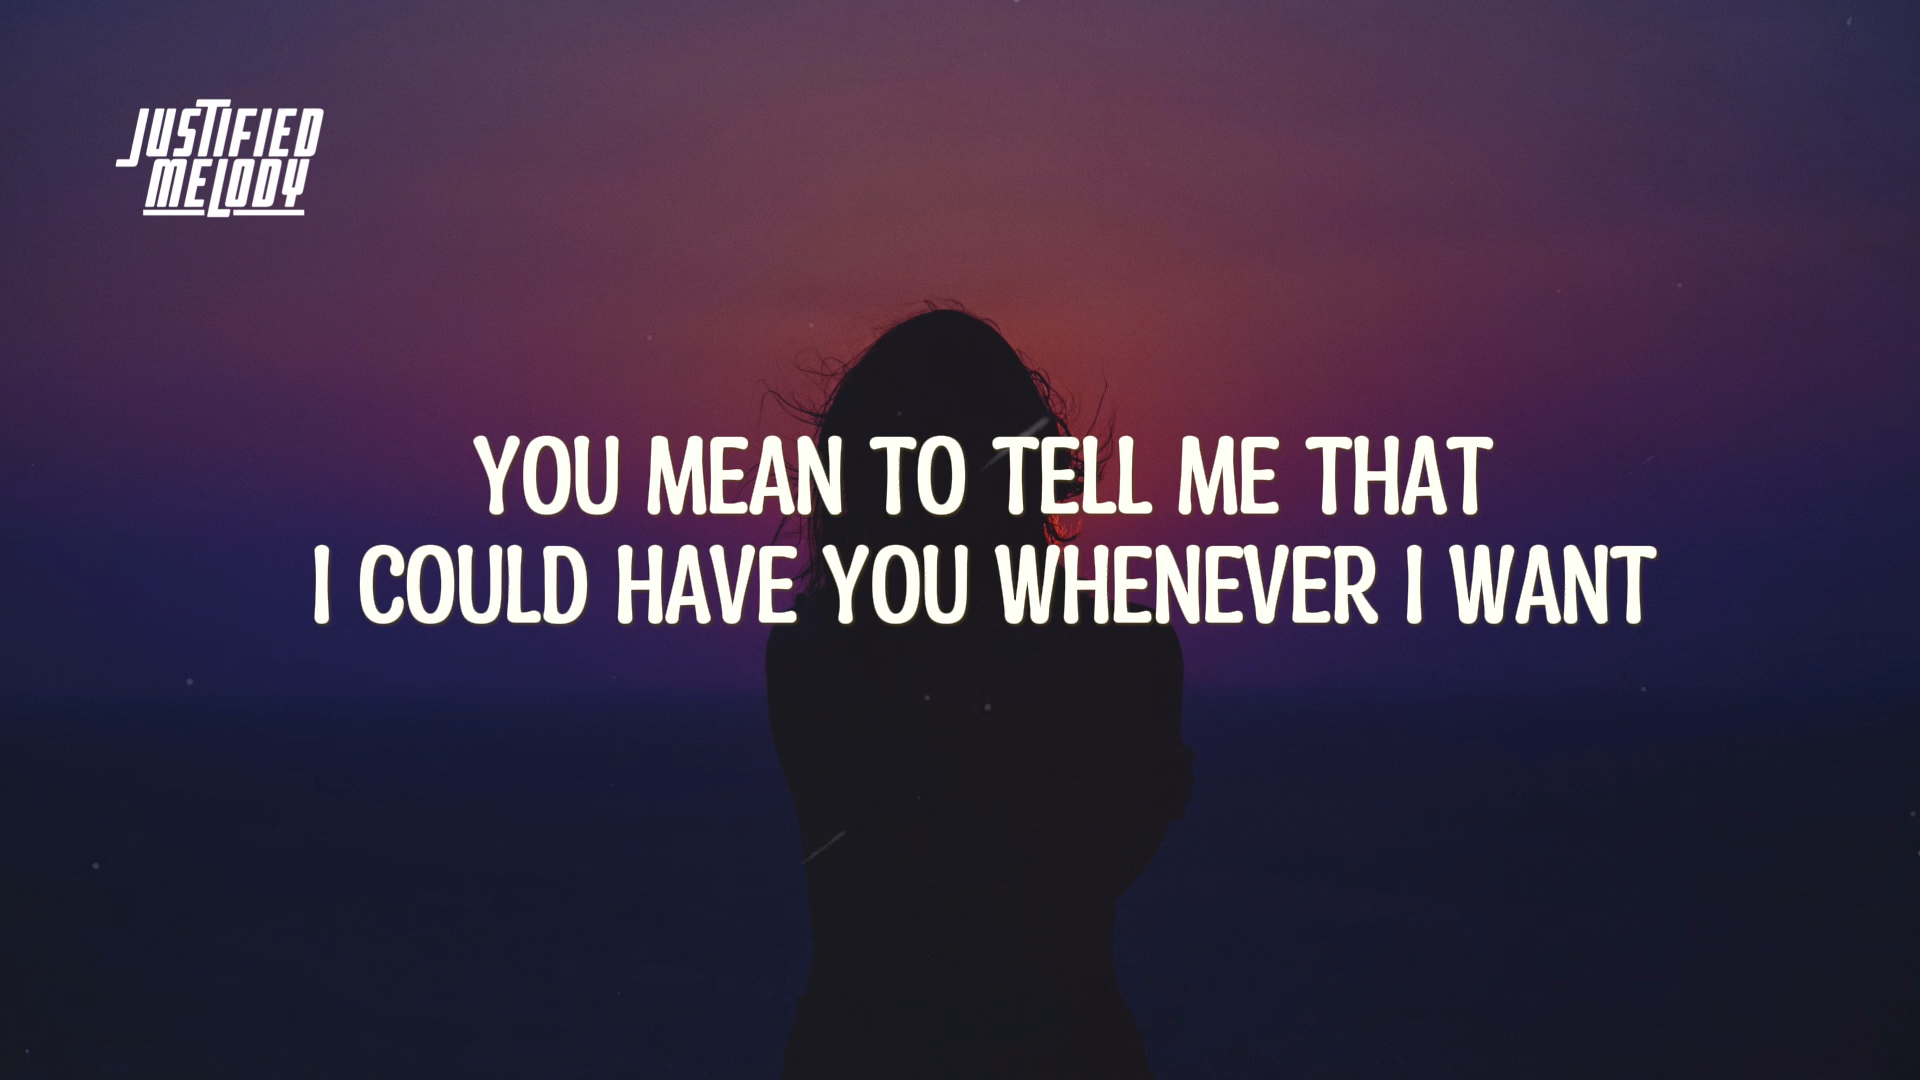 JUSTIFIED
MELODY
YOU MEAN TO TELL ME THAT
I COULD HAVE YOU WHENEVER I WANT